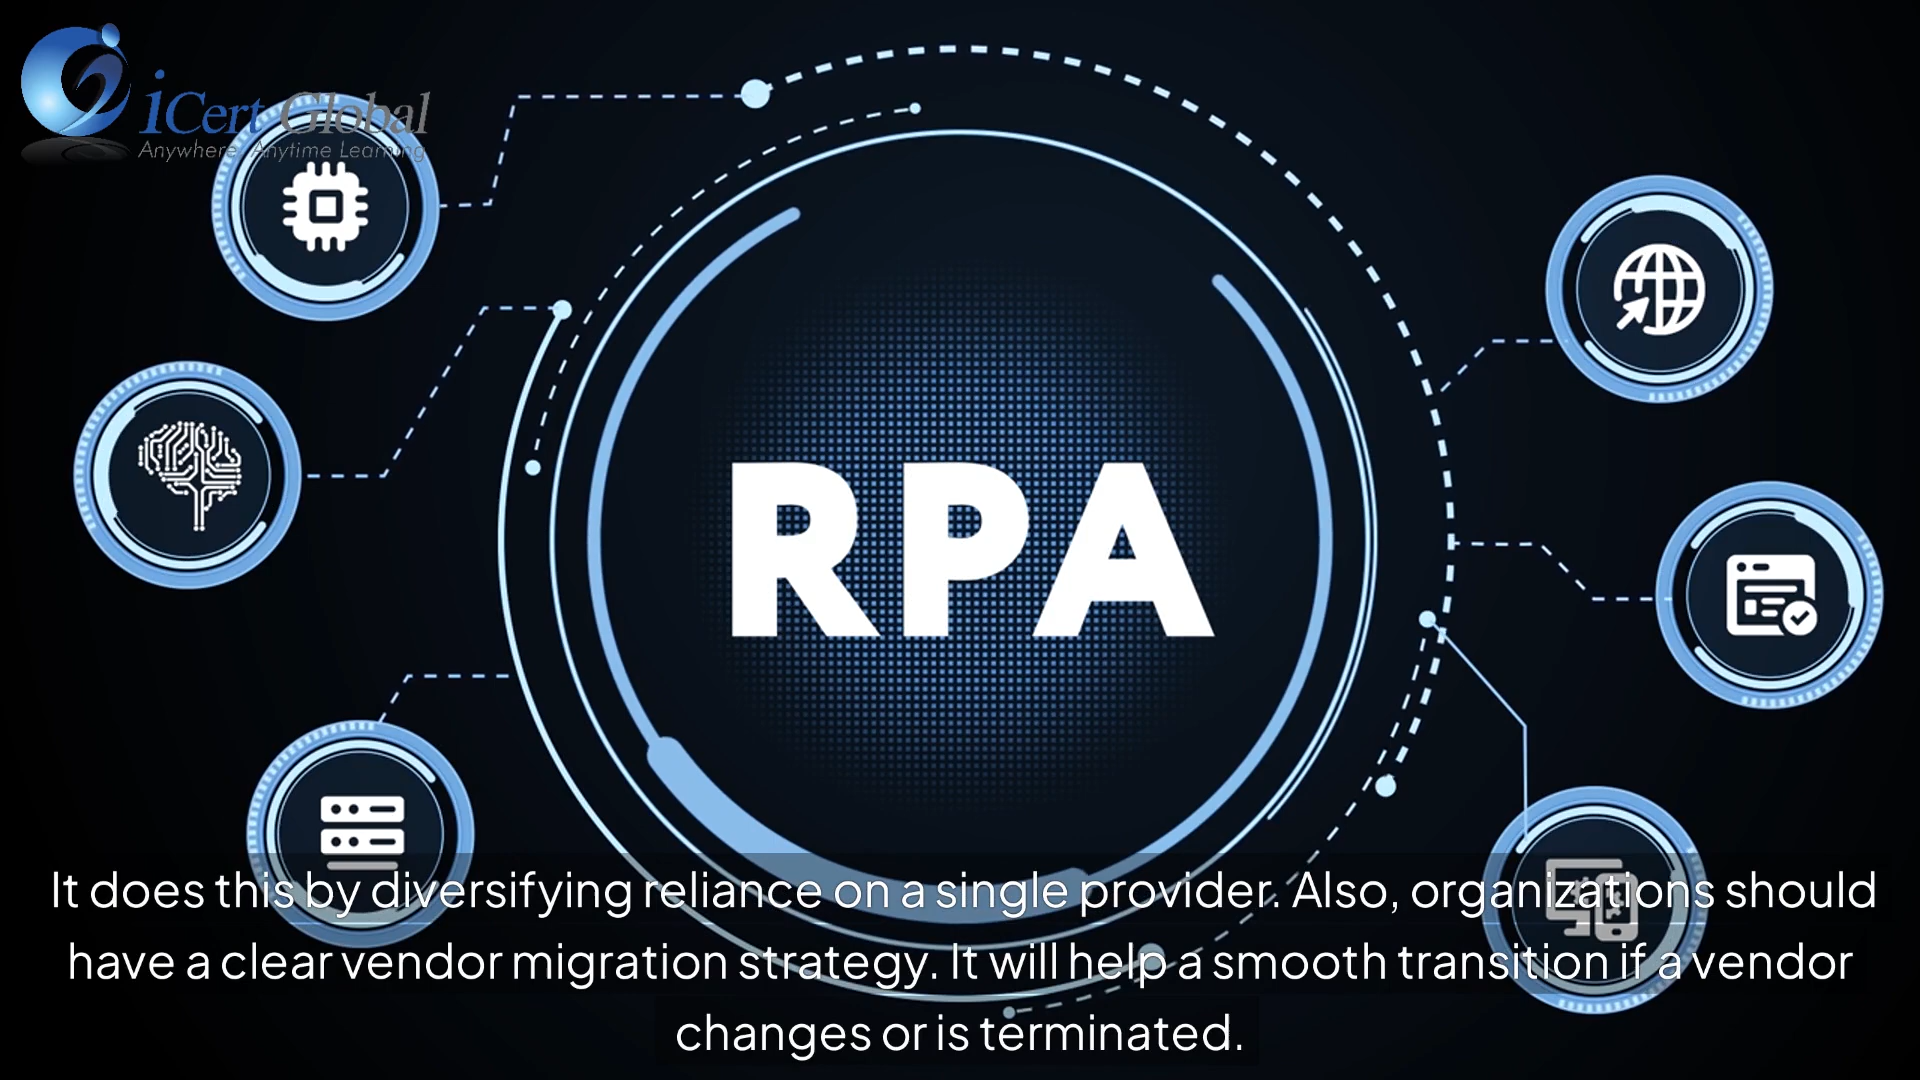 iCert Global
Anywhere Anytime Learning
RPA
It does this by diversifying reliance on a single provider. Also, organizations should
have a clear vendor migration strategy. It will help a smooth transition if a vendor
changes or is terminated.